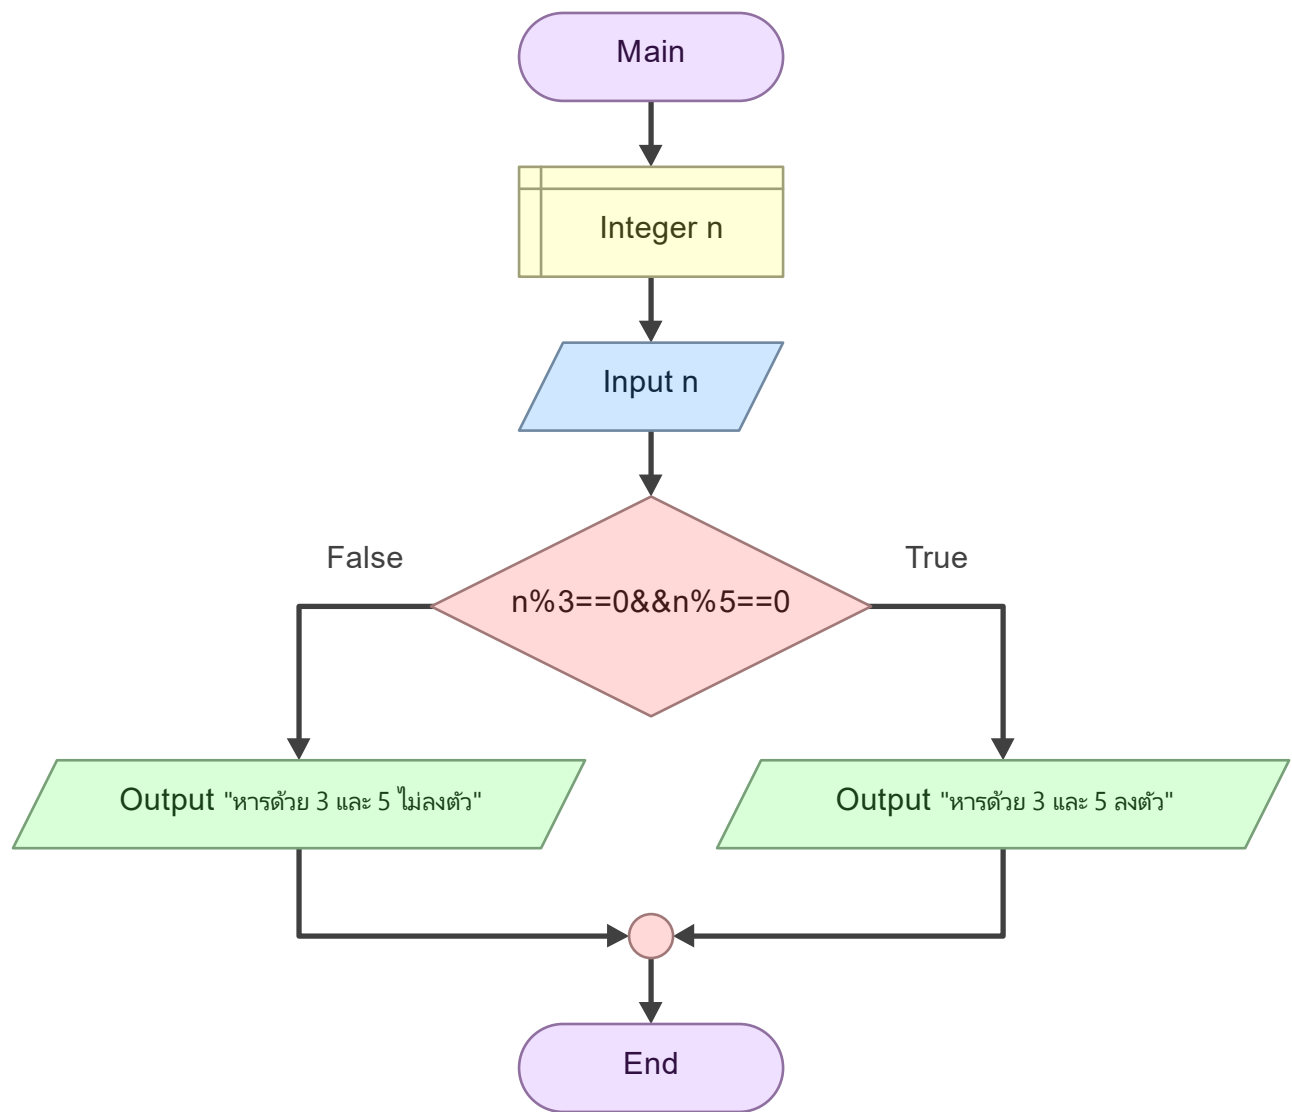 Main
Integer n
Input n
False
True
n%3==0&&n%5==0
Output "หารด้วย 3 และ 5 ไม่ลงตัว"
Output "หารด้วย 3 และ 5 ลงตัว"
End